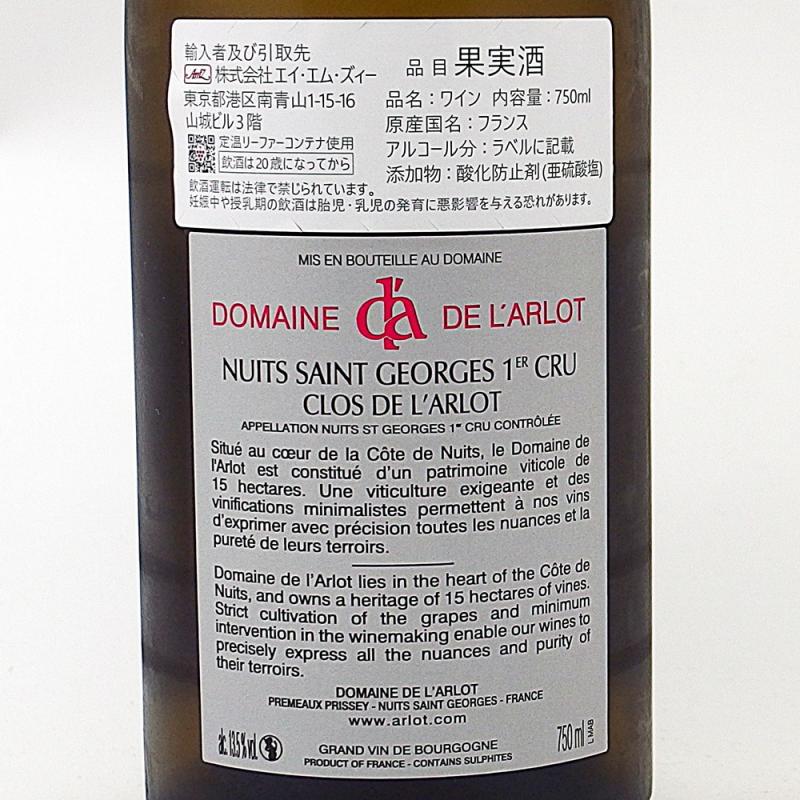 輸入者及び引取先
株式会社エイ・エム・ズィー
東京都港区南青山1-15-16
山城ビル3階
定温リーファーコンテナ使用
飲酒は20歳になってから
品目 果実酒
品名：ワイン 内容量：750ml
原産国名：フランス
アルコール分：ラベルに記載
添加物：酸化防止剤(亜硫酸塩)
飲酒運転は法律で禁じられています。
妊娠中や授乳期の飲酒は胎児・乳児の発育に悪影響を与える恐れがあります。
MIS EN BOUTEILLE AU DOMAINE
DOMAINE d'a DE L'ARLOT
NUITS SAINT GEORGES 1ER CRU
CLOS DE L'ARLOT
APPELLATION NUITS ST GEORGES 1er CRU CONTRÔLÉE
Situé au cœur de la Côte de Nuits, le Domaine de
l'Arlot est constitué d'un patrimoine viticole de
15 hectares. Une viticulture exigeante et des
vinifications minimalistes permettent à nos vins
d'exprimer avec précision toutes les nuances et la
pureté de leurs terroirs.
Domaine de l'Arlot lies in the heart of the Côte de
Nuits, and owns a heritage of 15 hectares of vines.
Strict cultivation of the grapes and minimum
intervention in the winemaking enable our wines to
precisely express all the nuances and purity of
their terroirs.
DOMAINE DE L'ARLOT
PREMEAUX PRISSEY - NUITS SAINT GEORGES - FRANCE
www.arlot.com
alc. 13.5 % vol.
750 ml
L MAB
GRAND VIN DE BOURGOGNE
PRODUCT OF FRANCE - CONTAINS SULPHITES